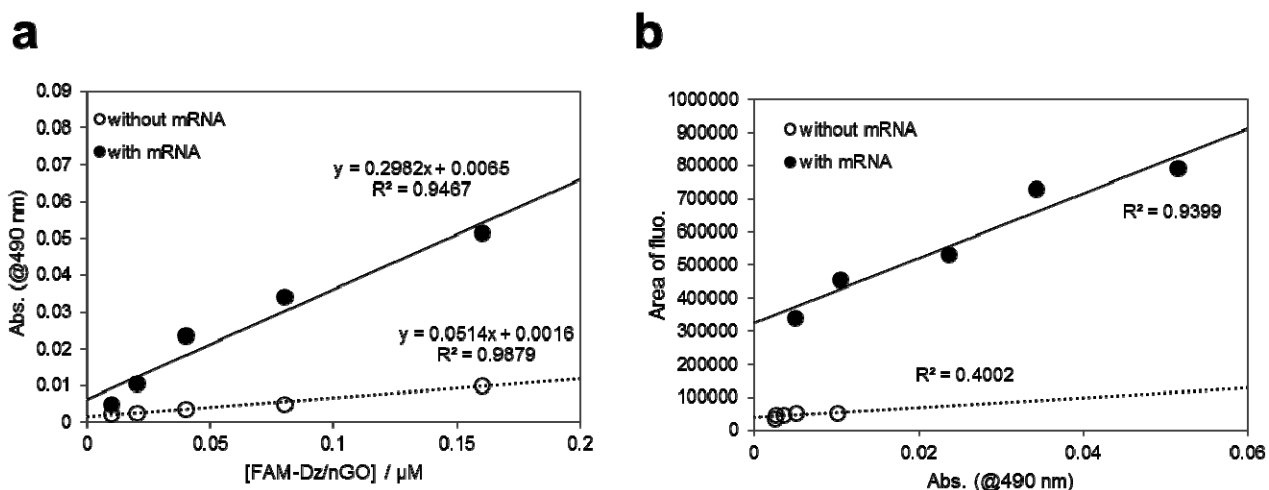 a
0.09
0.08
0.07
0.06
0.05
0.04
0.03
0.02
0.01
0
Abs. (@490 nm)
without mRNA
with mRNA
y = 0.2982x + 0.0065
R² = 0.9467
y = 0.0514x + 0.0016
R² = 0.9879
0 0.05 0.1 0.15 0.2
[FAM-Dz/nGO] / µM
b
1000000
900000
800000
700000
600000
500000
400000
300000
200000
100000
0
Area of fluo.
without mRNA
with mRNA
R² = 0.9399
R² = 0.4002
0 0.02 0.04 0.06
Abs. (@490 nm)